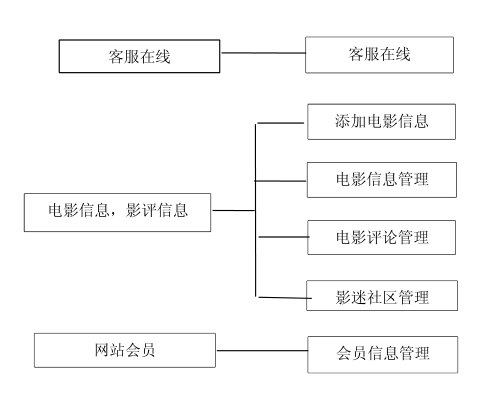 客服在线
客服在线
添加电影信息
电影信息管理
电影信息，影评信息
电影评论管理
影迷社区管理
网站会员
会员信息管理